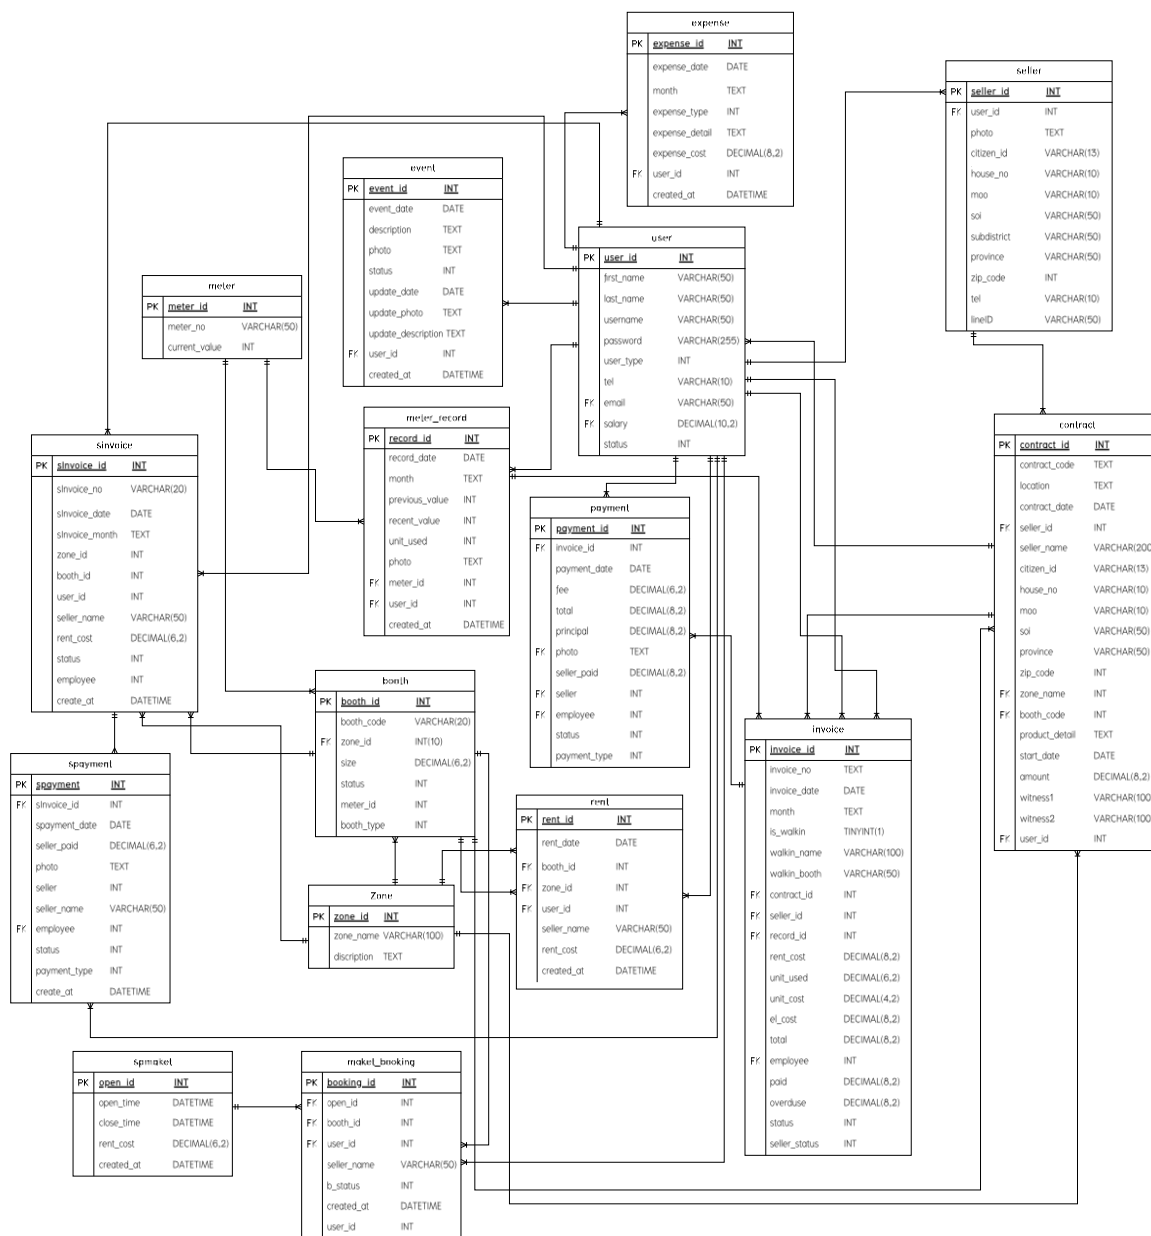 expense
PK expense_id INT
expense_date DATE
month TEXT
expense_type INT
expense_detail TEXT
expense_cost DECIMAL(8,2)
FK user_id INT
created_at DATETIME
seller
PK seller_id INT
FK user_id INT
photo TEXT
citizen_id VARCHAR(13)
house_no VARCHAR(10)
moo VARCHAR(10)
soi VARCHAR(50)
subdistrict VARCHAR(50)
province VARCHAR(50)
zip_code INT
tel VARCHAR(10)
lineID VARCHAR(50)
event
PK event_id INT
event_date DATE
description TEXT
photo TEXT
status INT
update_date DATE
update_photo TEXT
update_description TEXT
FK user_id INT
created_at DATETIME
user
PK user_id INT
first_name VARCHAR(50)
last_name VARCHAR(50)
username VARCHAR(50)
password VARCHAR(255)
user_type INT
tel VARCHAR(10)
FK email VARCHAR(50)
FK salary DECIMAL(10,2)
status INT
meter
PK meter_id INT
meter_no VARCHAR(50)
current_value INT
meter_record
PK record_id INT
record_date DATE
month TEXT
previous_value INT
recent_value INT
unit_used INT
photo TEXT
FK meter_id INT
FK user_id INT
created_at DATETIME
sinvoice
PK sinvoice_id INT
sinvoice_no VARCHAR(20)
sinvoice_date DATE
sinvoice_month TEXT
zone_id INT
booth_id INT
user_id INT
seller_name VARCHAR(50)
rent_cost DECIMAL(6,2)
status INT
employee INT
create_at DATETIME
contract
PK contract_id INT
contract_code TEXT
location TEXT
contract_date DATE
FK seller_id INT
seller_name VARCHAR(200
citizen_id VARCHAR(13)
house_no VARCHAR(10)
moo VARCHAR(10)
soi VARCHAR(50)
province VARCHAR(50)
zip_code INT
FK zone_name INT
FK booth_code INT
product_detail TEXT
start_date DATE
amount DECIMAL(8,2)
witness1 VARCHAR(100
witness2 VARCHAR(100
FK user_id INT
payment
PK payment_id INT
FK invoice_id INT
payment_date DATE
fee DECIMAL(6,2)
total DECIMAL(8,2)
principal DECIMAL(8,2)
FK photo TEXT
seller_paid DECIMAL(8,2)
FK seller INT
FK employee INT
status INT
payment_type INT
booth
PK booth_id INT
booth_code VARCHAR(20)
FK zone_id INT(10)
size DECIMAL(6,2)
status INT
meter_id INT
booth_type INT
invoice
PK invoice_id INT
invoice_no TEXT
invoice_date DATE
month TEXT
is_walkin TINYINT(1)
walkin_name VARCHAR(100)
walkin_booth VARCHAR(50)
FK contract_id INT
FK seller_id INT
FK record_id INT
rent_cost DECIMAL(8,2)
unit_used DECIMAL(6,2)
unit_cost DECIMAL(4,2)
el_cost DECIMAL(8,2)
total DECIMAL(8,2)
FK employee INT
paid DECIMAL(8,2)
overduse DECIMAL(8,2)
status INT
seller_status INT
spayment
PK spayment INT
FK sinvoice_id INT
spayment_date DATE
seller_paid DECIMAL(6,2)
photo TEXT
seller INT
seller_name VARCHAR(50)
FK employee INT
status INT
payment_type INT
create_at DATETIME
rent
PK rent_id INT
rent_date DATE
FK booth_id INT
FK zone_id INT
FK user_id INT
seller_name VARCHAR(50)
rent_cost DECIMAL(6,2)
created_at DATETIME
Zone
PK zone_id INT
zone_name VARCHAR(100)
discription TEXT
spmaket
PK open_id INT
open_time DATETIME
close_time DATETIME
rent_cost DECIMAL(6,2)
created_at DATETIME
maket_booking
PK booking_id INT
FK open_id INT
FK booth_id INT
FK user_id INT
seller_name VARCHAR(50)
b_status INT
created_at DATETIME
user_id INT